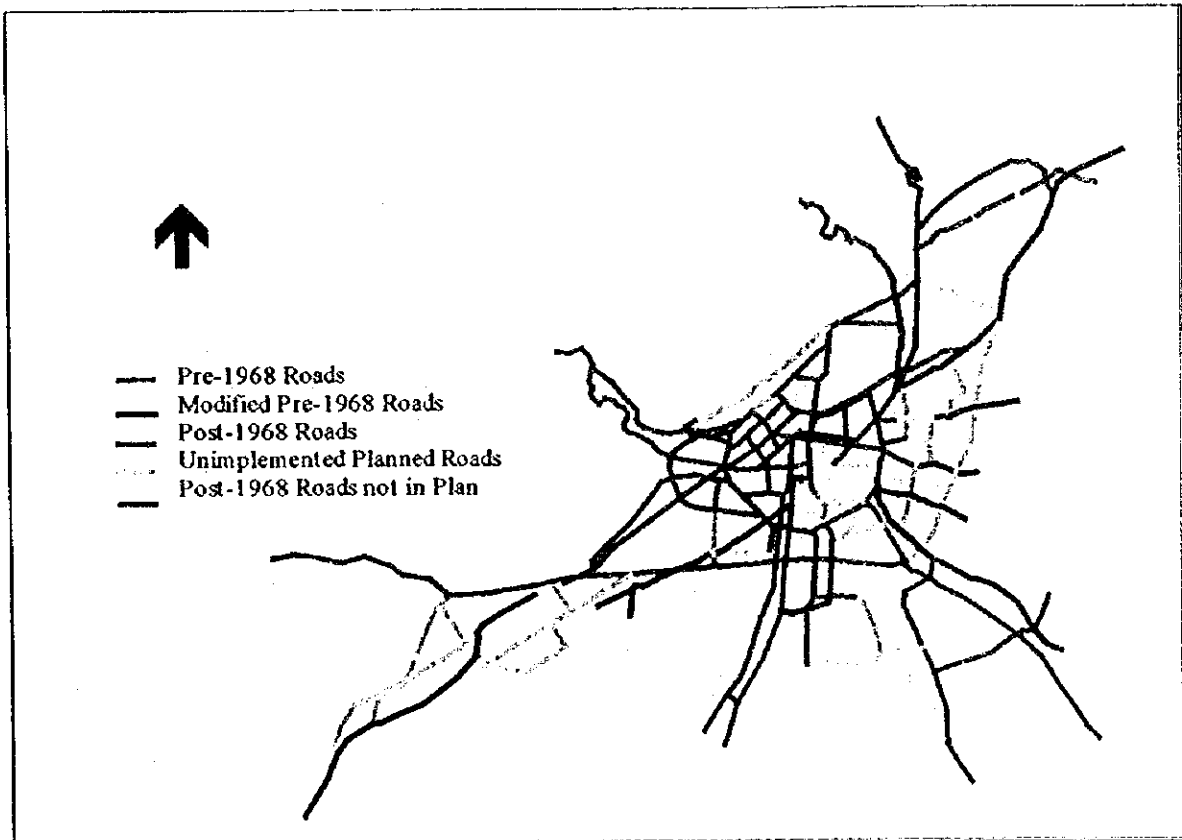 Pre-1968 Roads
Modified Pre-1968 Roads
Post-1968 Roads
Unimplemented Planned Roads
Post-1968 Roads not in Plan